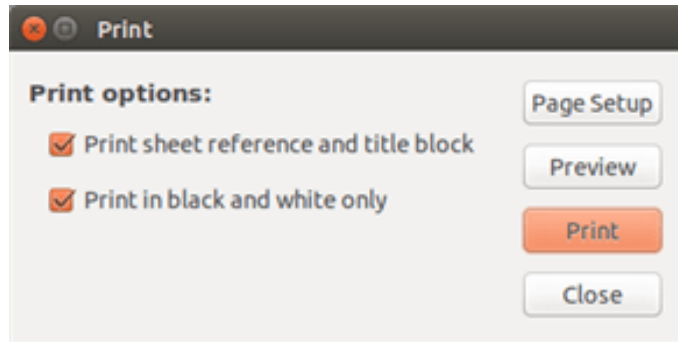 Print
Print options:
Page Setup
Print sheet reference and title block
Preview
Print in black and white only
Print
Close